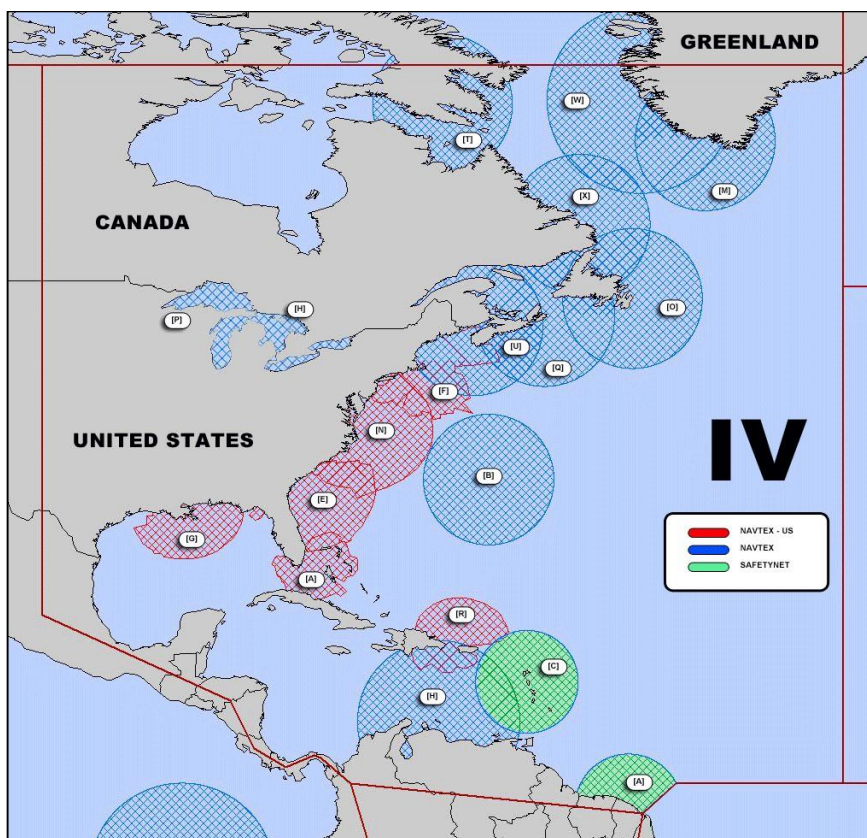 GREENLAND
[W]
[T]
[M]
[X]
CANADA
[H]
[P]
[O]
[U]
[Q]
[F]
[N]
UNITED STATES
IV
[B]
[E]
[G]
NAVTEX - US
NAVTEX
SAFETYNET
[A]
[R]
[C]
[H]
[A]